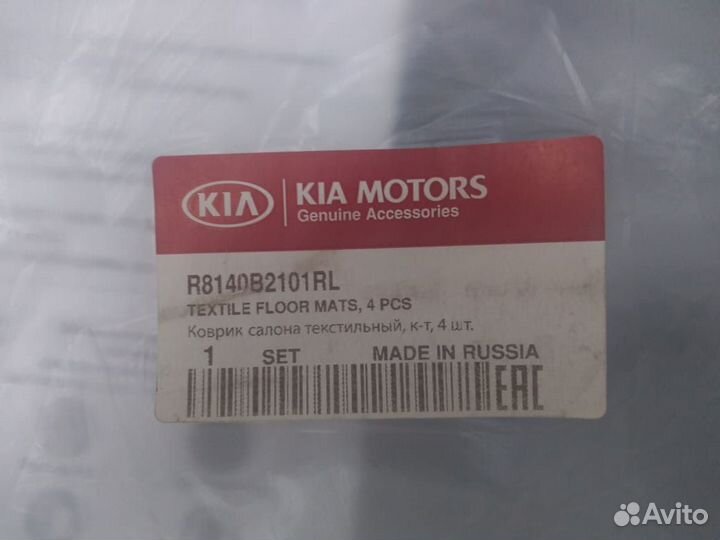 KIA
KIA MOTORS
Genuine Accessories
R8140B2101RL
TEXTILE FLOOR MATS, 4 PCS
Коврик салона текстильный, к-т, 4 шт.
1 SET MADE IN RUSSIA
EAC
Avito